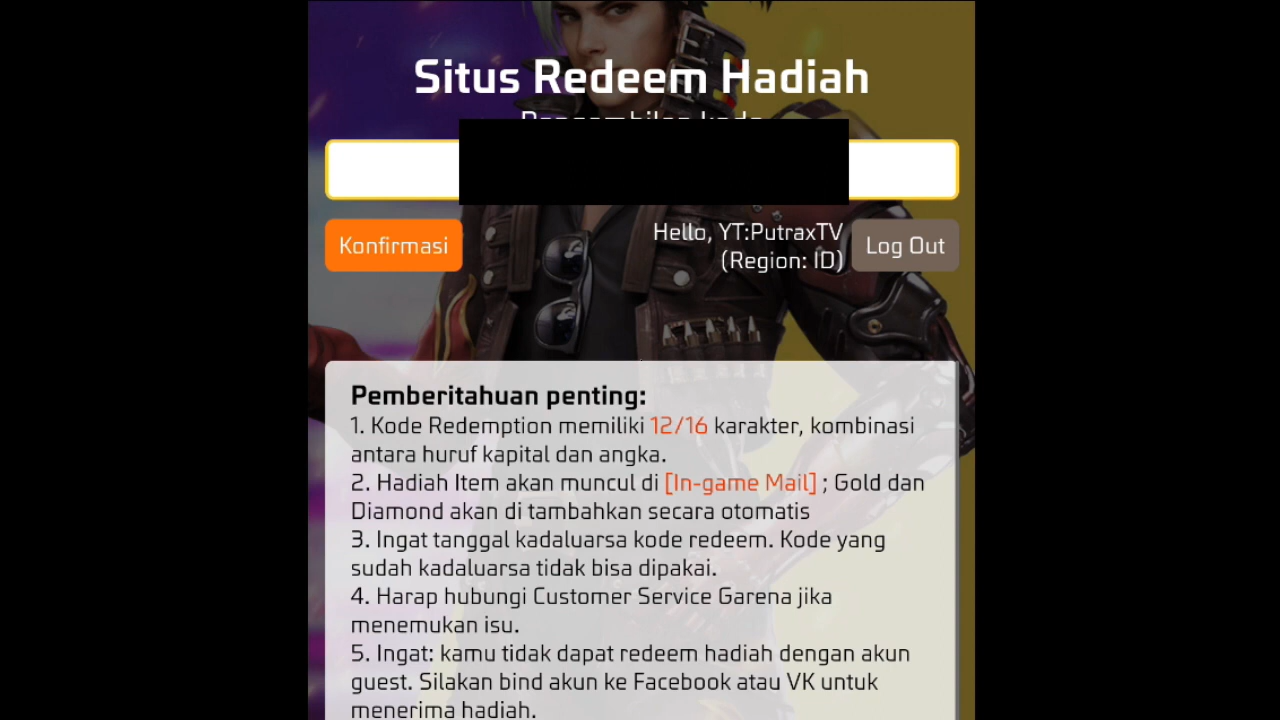 Situs Redeem Hadiah
Pengambilan kode
Konfirmasi
Hello, YT:PutraxTV
(Region: ID)
Log Out
Pemberitahuan penting:
1. Kode Redemption memiliki 12/16 karakter, kombinasi
antara huruf kapital dan angka.
2. Hadiah Item akan muncul di [In-game Mail] ; Gold dan
Diamond akan di tambahkan secara otomatis
3. Ingat tanggal kadaluarsa kode redeem. Kode yang
sudah kadaluarsa tidak bisa dipakai.
4. Harap hubungi Customer Service Garena jika
menemukan isu.
5. Ingat: kamu tidak dapat redeem hadiah dengan akun
guest. Silakan bind akun ke Facebook atau VK untuk
menerima hadiah.